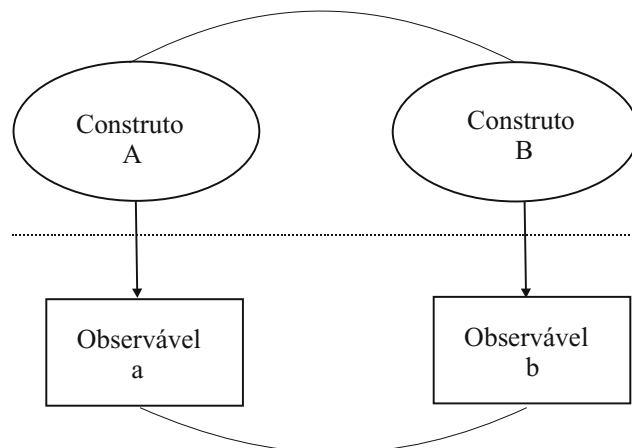 Construto
A
Construto
B
Observável
a
Observável
b